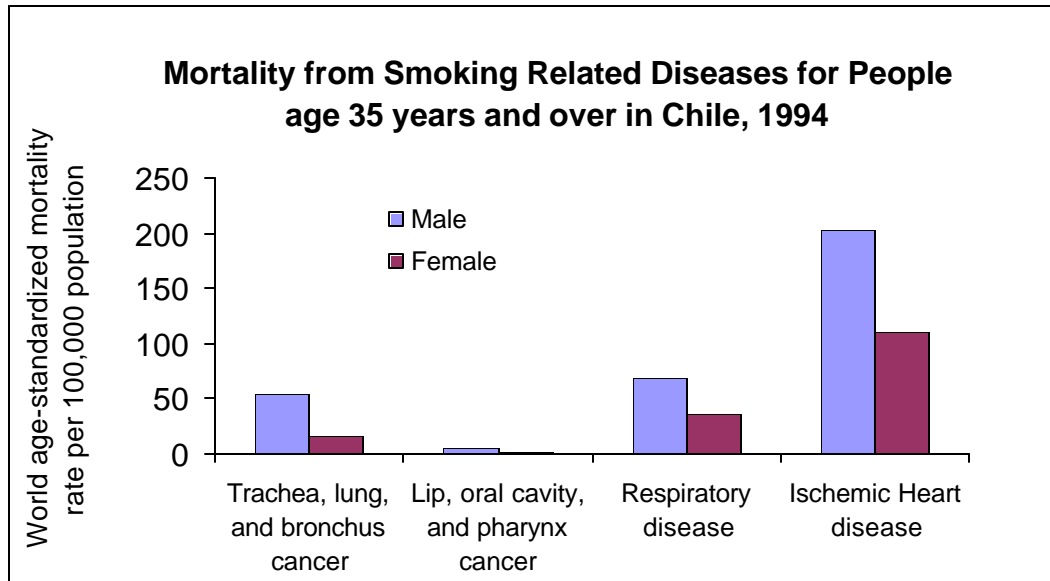 Mortality from Smoking Related Diseases for People
age 35 years and over in Chile, 1994
World age-standardized mortality
rate per 100,000 population
250
200
150
100
50
0
Male
Female
Trachea, lung,
and bronchus
cancer
Lip, oral cavity,
and pharynx
cancer
Respiratory
disease
Ischemic Heart
disease